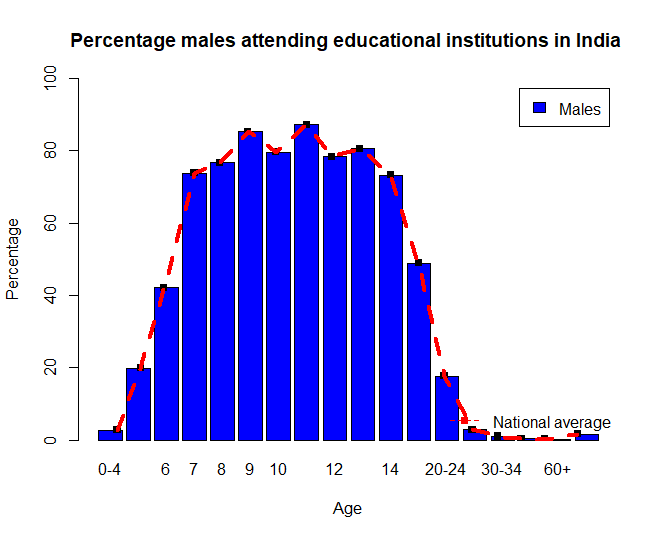 Percentage males attending educational institutions in India
100
80
60
40
20
0
Percentage
Males
National average
0-4 6 7 8 9 10 12 14 20-24 30-34 60+
Age